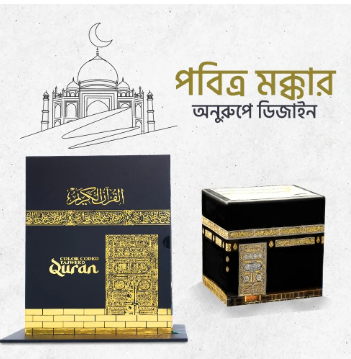 পবিত্র মক্কার
অনুরুপে ডিজাইন
القرآن الكريم
COLOR CODED
TAJWEED
Quran